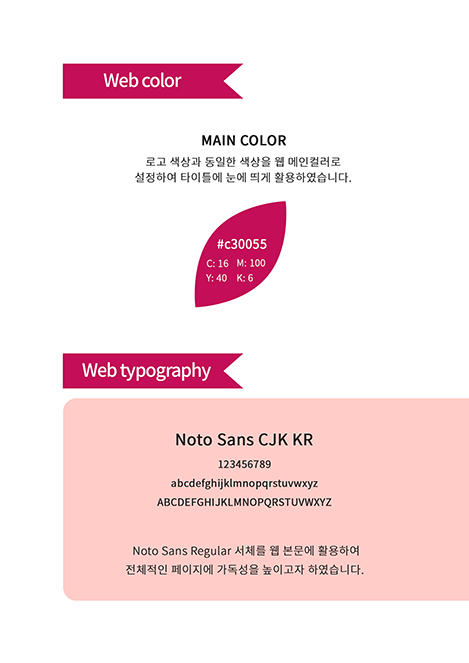 Web color
MAIN COLOR
로고 색상과 동일한 색상을 웹 메인컬러로
설정하여 타이틀에 눈에 띄게 활용하였습니다.
#c30055
C: 16 M: 100
Y: 40 K: 6
Web typography
Noto Sans CJK KR
123456789
abcdefghijklmnopqrstuvwxyz
ABCDEFGHIJKLMNOPQRSTUVWXYZ
Noto Sans Regular 서체를 웹 본문에 활용하여
전체적인 페이지에 가독성을 높이고자 하였습니다.